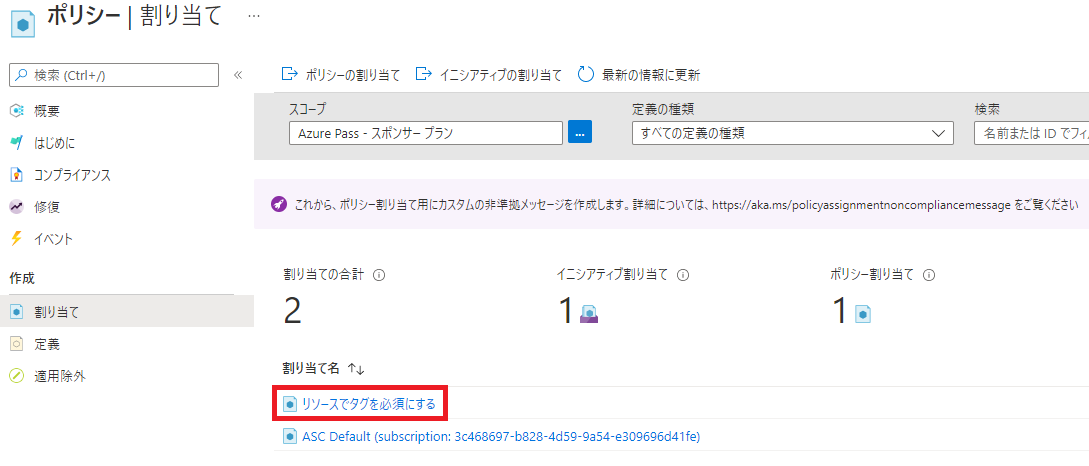 ポリシー | 割り当て ...
検索 (Ctrl+/) «
概要
はじめに
コンプライアンス
修復
イベント
作成
割り当て
定義
適用除外
ポリシーの割り当て イニシアティブの割り当て 最新の情報に更新
スコープ 定義の種類 検索
Azure Pass - スポンサー プラン ... すべての定義の種類 名前または ID でフィ
これから、ポリシー割り当て用にカスタムの非準拠メッセージを作成します。詳細については、https://aka.ms/policyassignmentnoncompliancemessage をご覧ください
割り当ての合計 イニシアティブ割り当て ポリシー割り当て
2 1 1
割り当て名 ↑↓
リソースでタグを必須にする
ASC Default (subscription: 3c468697-b828-4d59-9a54-e309696d41fe)